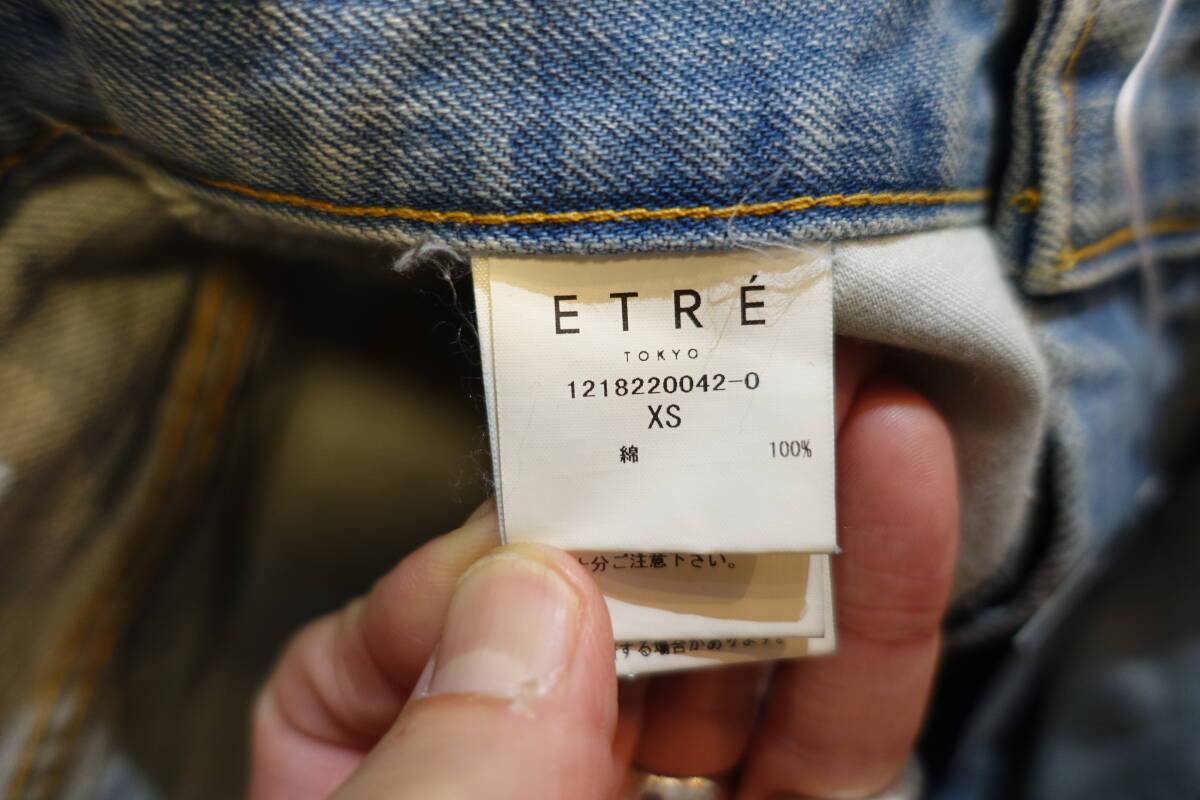 ETRÉ
TOKYO
1218220042-0
XS
綿 100%
分ご注意下さい。
する場合があります。